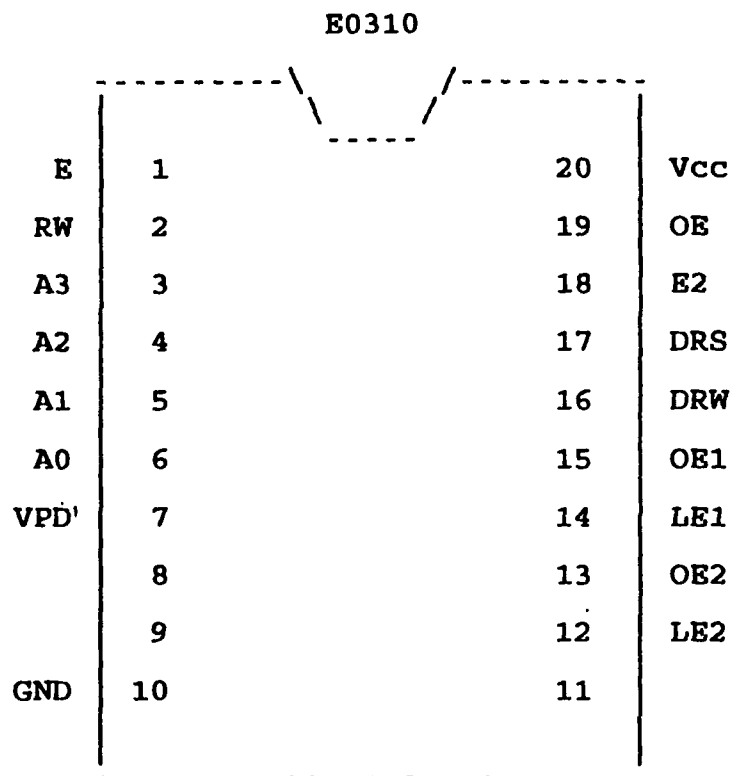 E0310
E 1 20 Vcc
RW 2 19 OE
A3 3 18 E2
A2 4 17 DRS
A1 5 16 DRW
A0 6 15 OE1
VPD' 7 14 LE1
8 13 OE2
9 12 LE2
GND 10 11